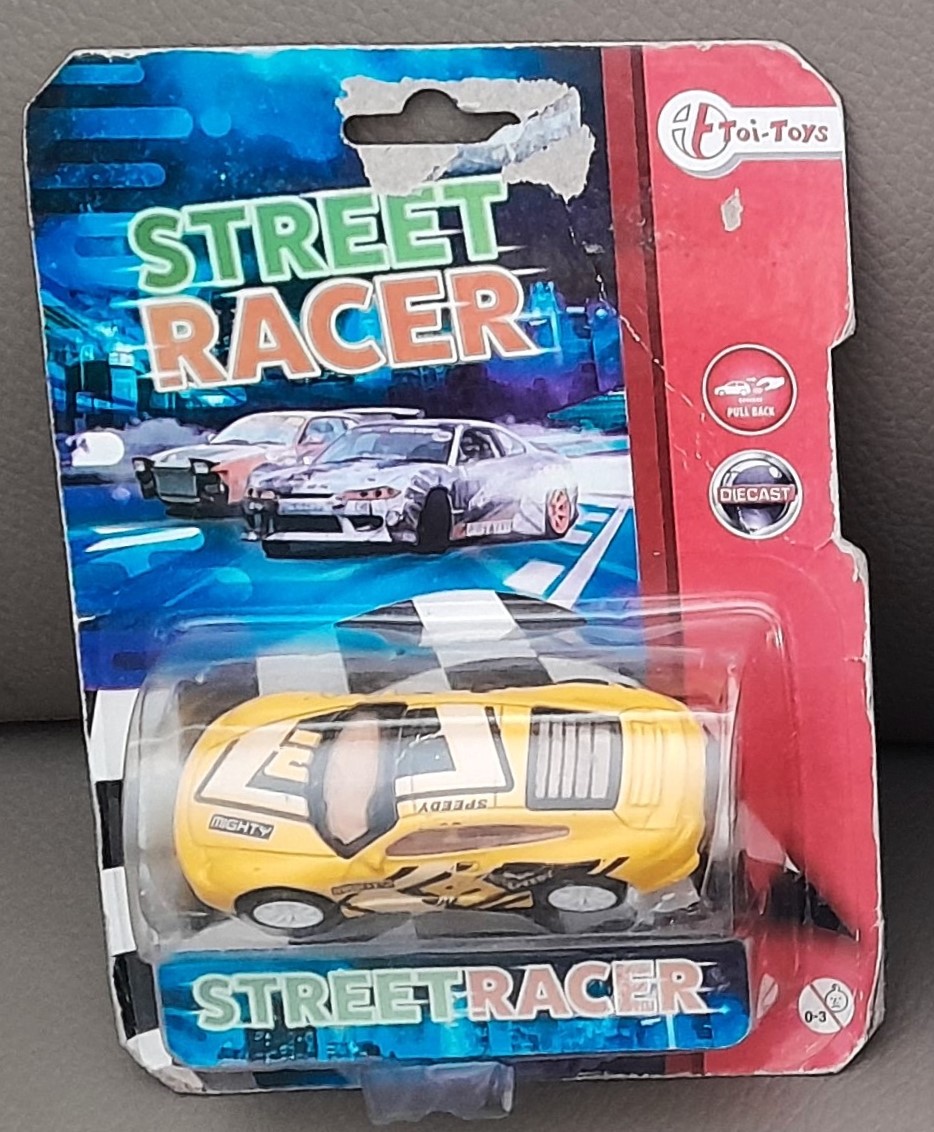 Toi-Toys
STREET
RACER
PULL BACK
DIECAST
MIGHTY
SPEEDY
STREETRACER
0-3